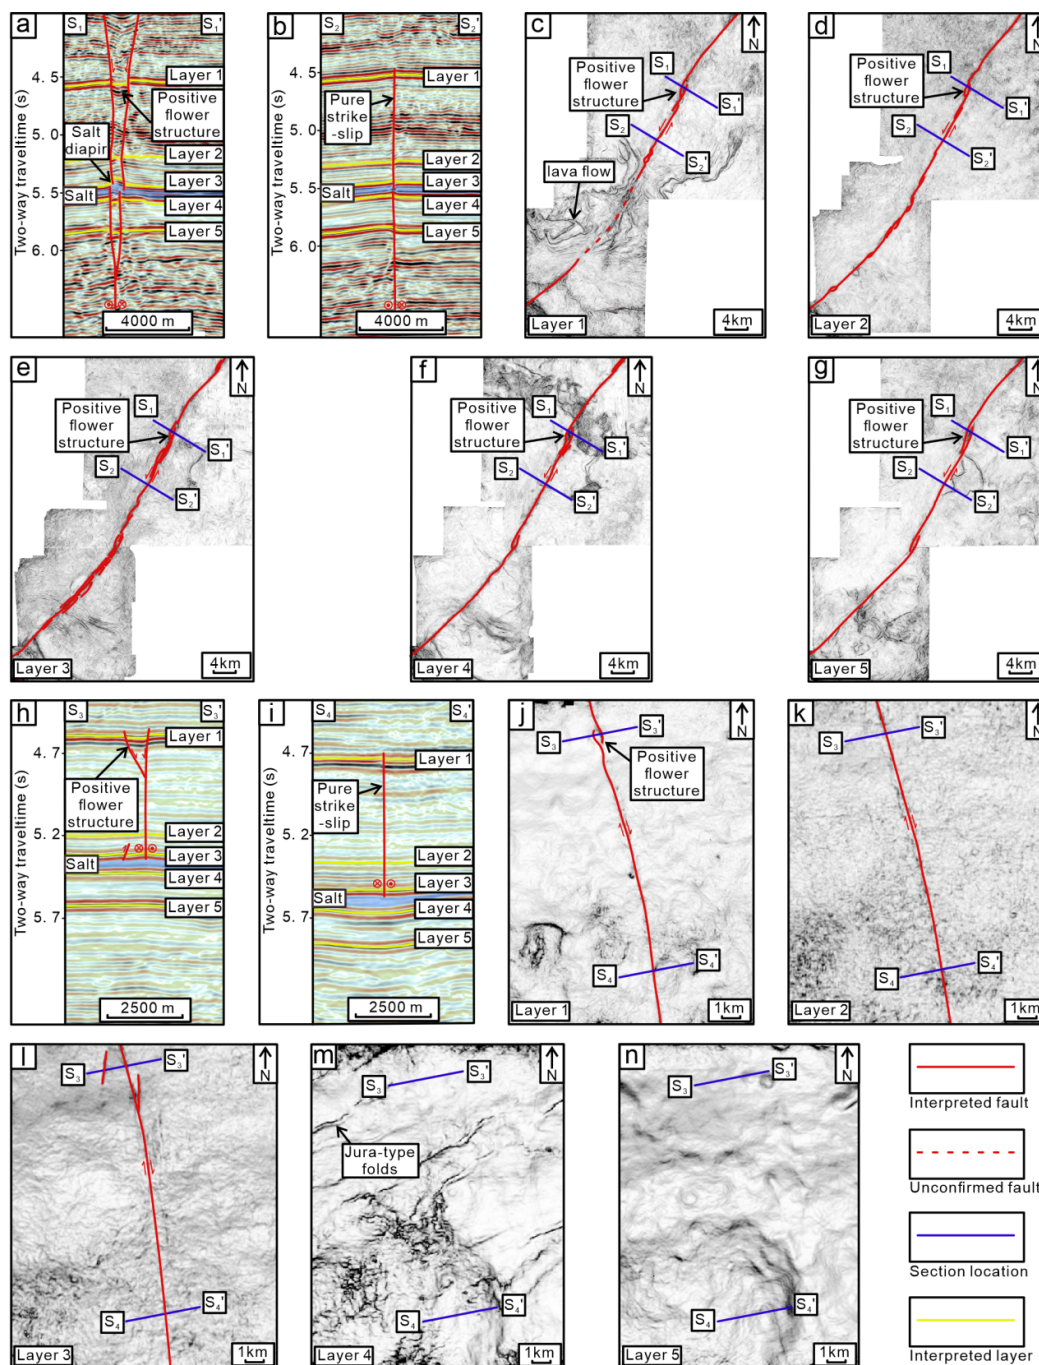 a
S1
S1'
Two-way traveltime (s)
4. 5
5. 0
5. 5
6. 0
Layer 1
Positive
flower
structure
Salt
diapir
Layer 2
Layer 3
Salt
Layer 4
Layer 5
4000 m
b
S2
S2'
Two-way traveltime (s)
4. 5
5. 0
5. 5
6. 0
Layer 1
Pure
strike
-slip
Layer 2
Layer 3
Salt
Layer 4
Layer 5
4000 m
c
N
S1
Positive
flower
structure
S1'
S2
S2'
lava flow
Layer 1
4km
d
N
S1
Positive
flower
structure
S1'
S2
S2'
Layer 2
4km
e
N
Positive
flower
structure
S1
S1'
S2
S2'
Layer 3
4km
f
N
S1
Positive
flower
structure
S1'
S2
S2'
Layer 4
4km
g
N
S1
Positive
flower
structure
S1'
S2
S2'
Layer 5
4km
h
S3
S3'
Two-way traveltime (s)
4. 7
5. 2
5. 7
Layer 1
Positive
flower
structure
Layer 2
Layer 3
Salt
Layer 4
Layer 5
2500 m
i
S4
S4'
Two-way traveltime (s)
4. 7
5. 2
5. 7
Layer 1
Pure
strike
-slip
Layer 2
Layer 3
Salt
Layer 4
Layer 5
2500 m
j
N
S3
S3'
Positive
flower
structure
S4
S4'
Layer 1
1km
k
N
S3
S3'
S4
S4'
Layer 2
1km
l
N
S3
S3'
S4
S4'
Layer 3
1km
m
N
S3
S3'
Jura-type
folds
S4
S4'
Layer 4
1km
n
N
S3
S3'
S4
S4'
Layer 5
1km
Interpreted fault
Unconfirmed fault
Section location
Interpreted layer